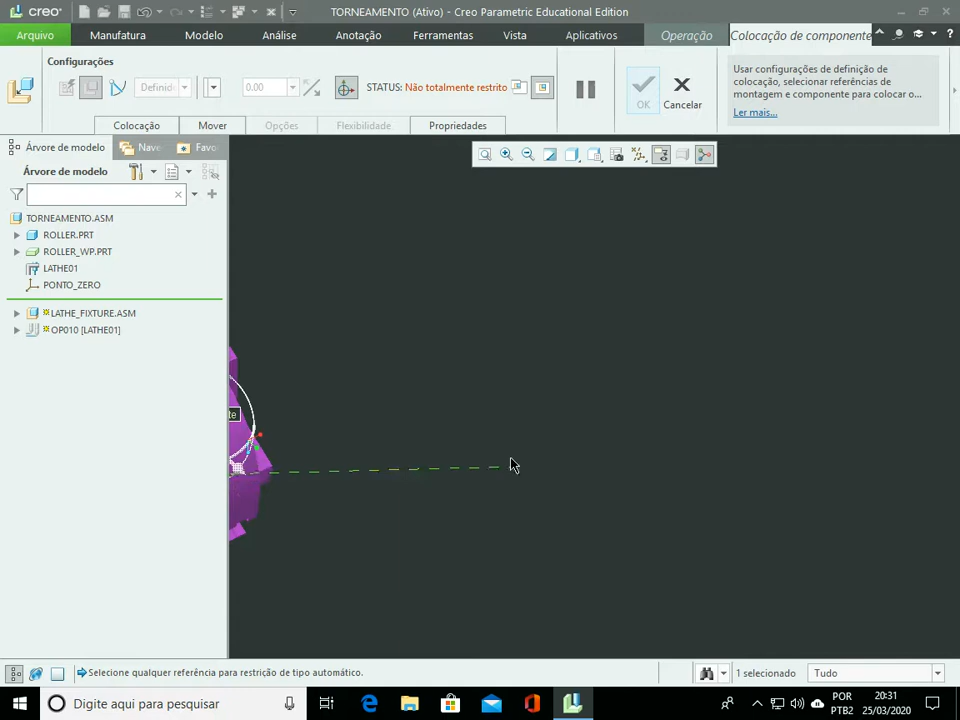 creo
TORNEAMENTO (Ativo) - Creo Parametric Educational Edition
Arquivo Manufatura Modelo Análise Anotação Ferramentas Vista Aplicativos Operação Colocação de componente
Configurações
0.00
STATUS: Não totalmente restrito
OK
Cancelar
Usar configurações de definição de
colocação, selecionar referências de
montagem e componente para colocar o...
Ler mais...
Colocação Mover Opções Flexibilidade Propriedades
Árvore de modelo Nave Favo
Árvore de modelo
TORNEAMENTO.ASM
ROLLER.PRT
ROLLER_WP.PRT
LATHE01
PONTO_ZERO
LATHE_FIXTURE.ASM
OP010 [LATHE01]
te
Selecione qualquer referência para restrição de tipo automático.
1 selecionado
Tudo
Digite aqui para pesquisar
POR
PTB2
20:31
25/03/2020